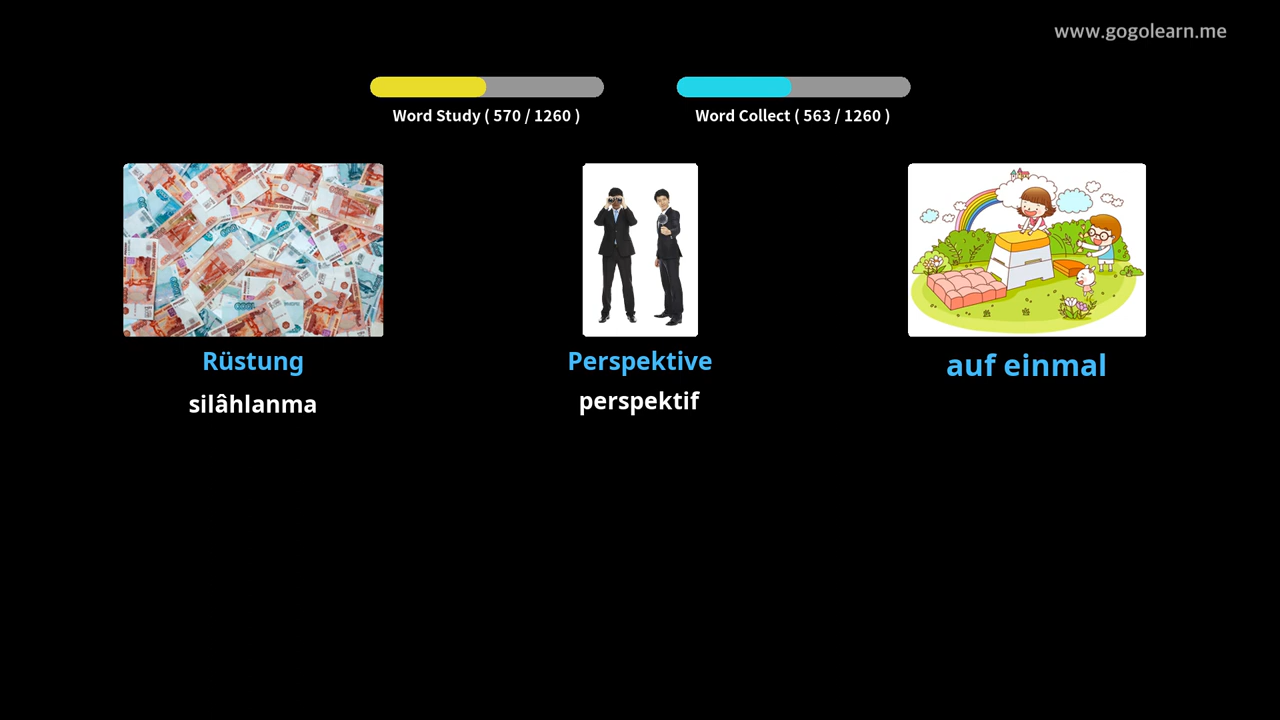 www.gogolearn.me
Word Study ( 570 / 1260 )
Word Collect ( 563 / 1260 )
Rüstung
silâhlanma
Perspektive
perspektif
auf einmal